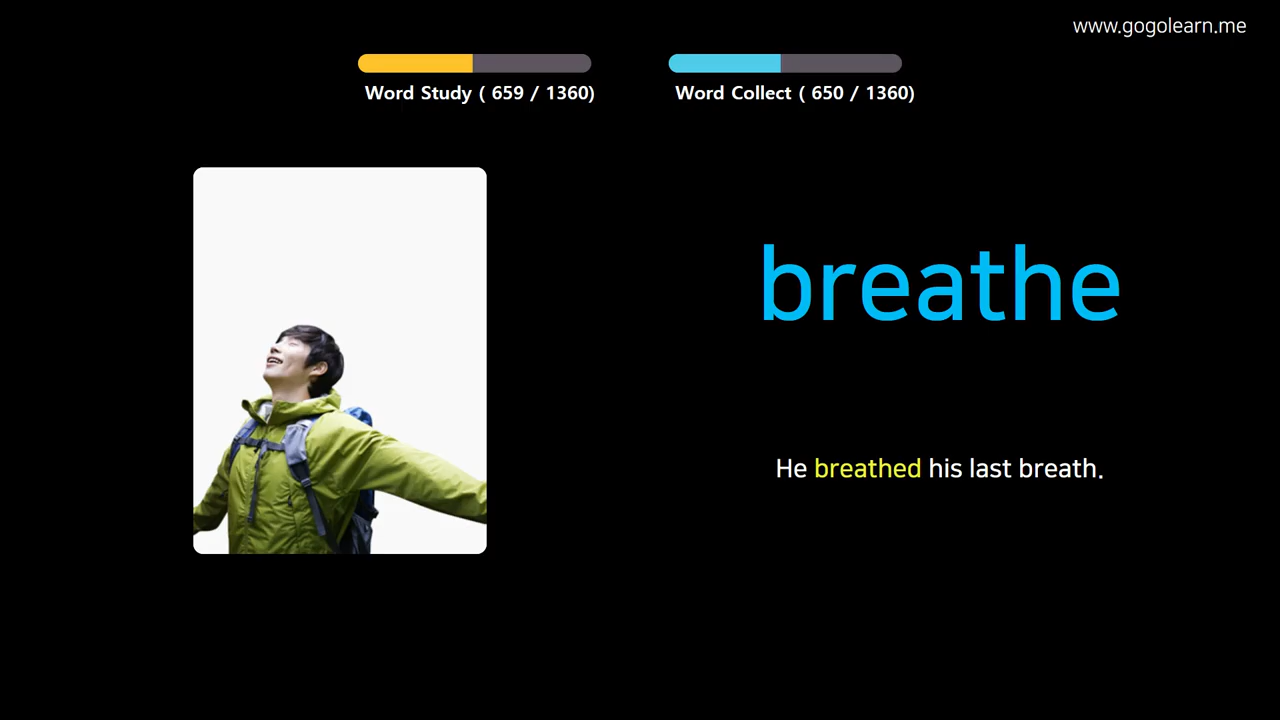 www.gogolearn.me
Word Study ( 659 / 1360)
Word Collect ( 650 / 1360)
breathe
He breathed his last breath.